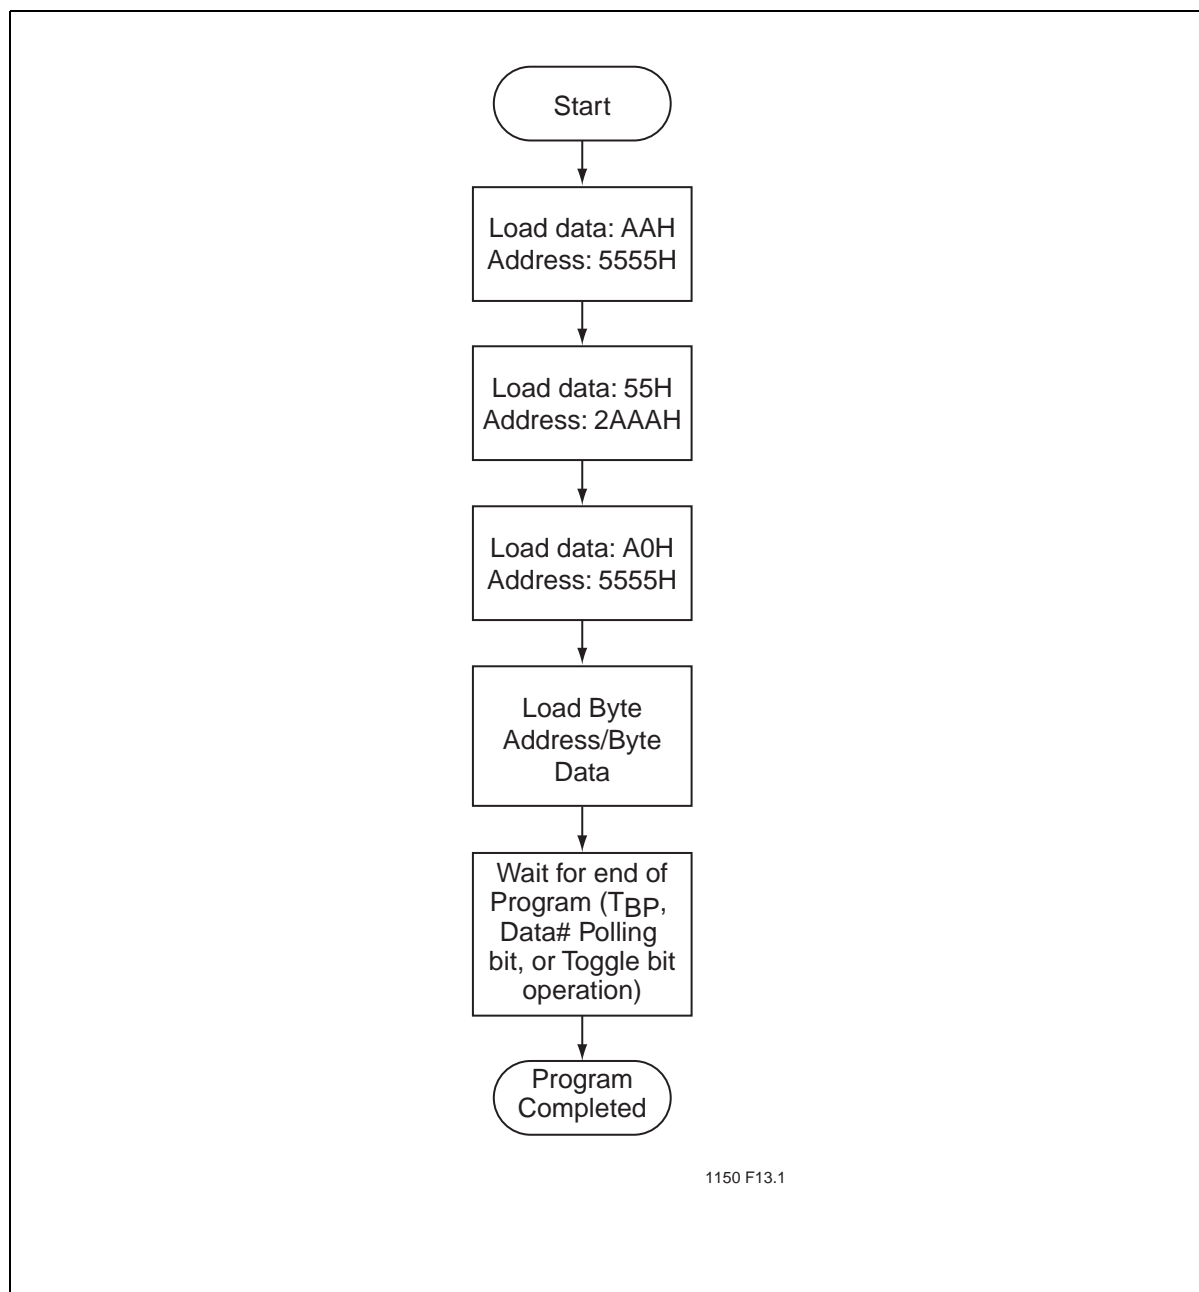 Start
Load data: AAH
Address: 5555H
Load data: 55H
Address: 2AAAH
Load data: A0H
Address: 5555H
Load Byte
Address/Byte
Data
Wait for end of
Program (TBP,
Data# Polling
bit, or Toggle bit
operation)
Program
Completed
1150 F13.1